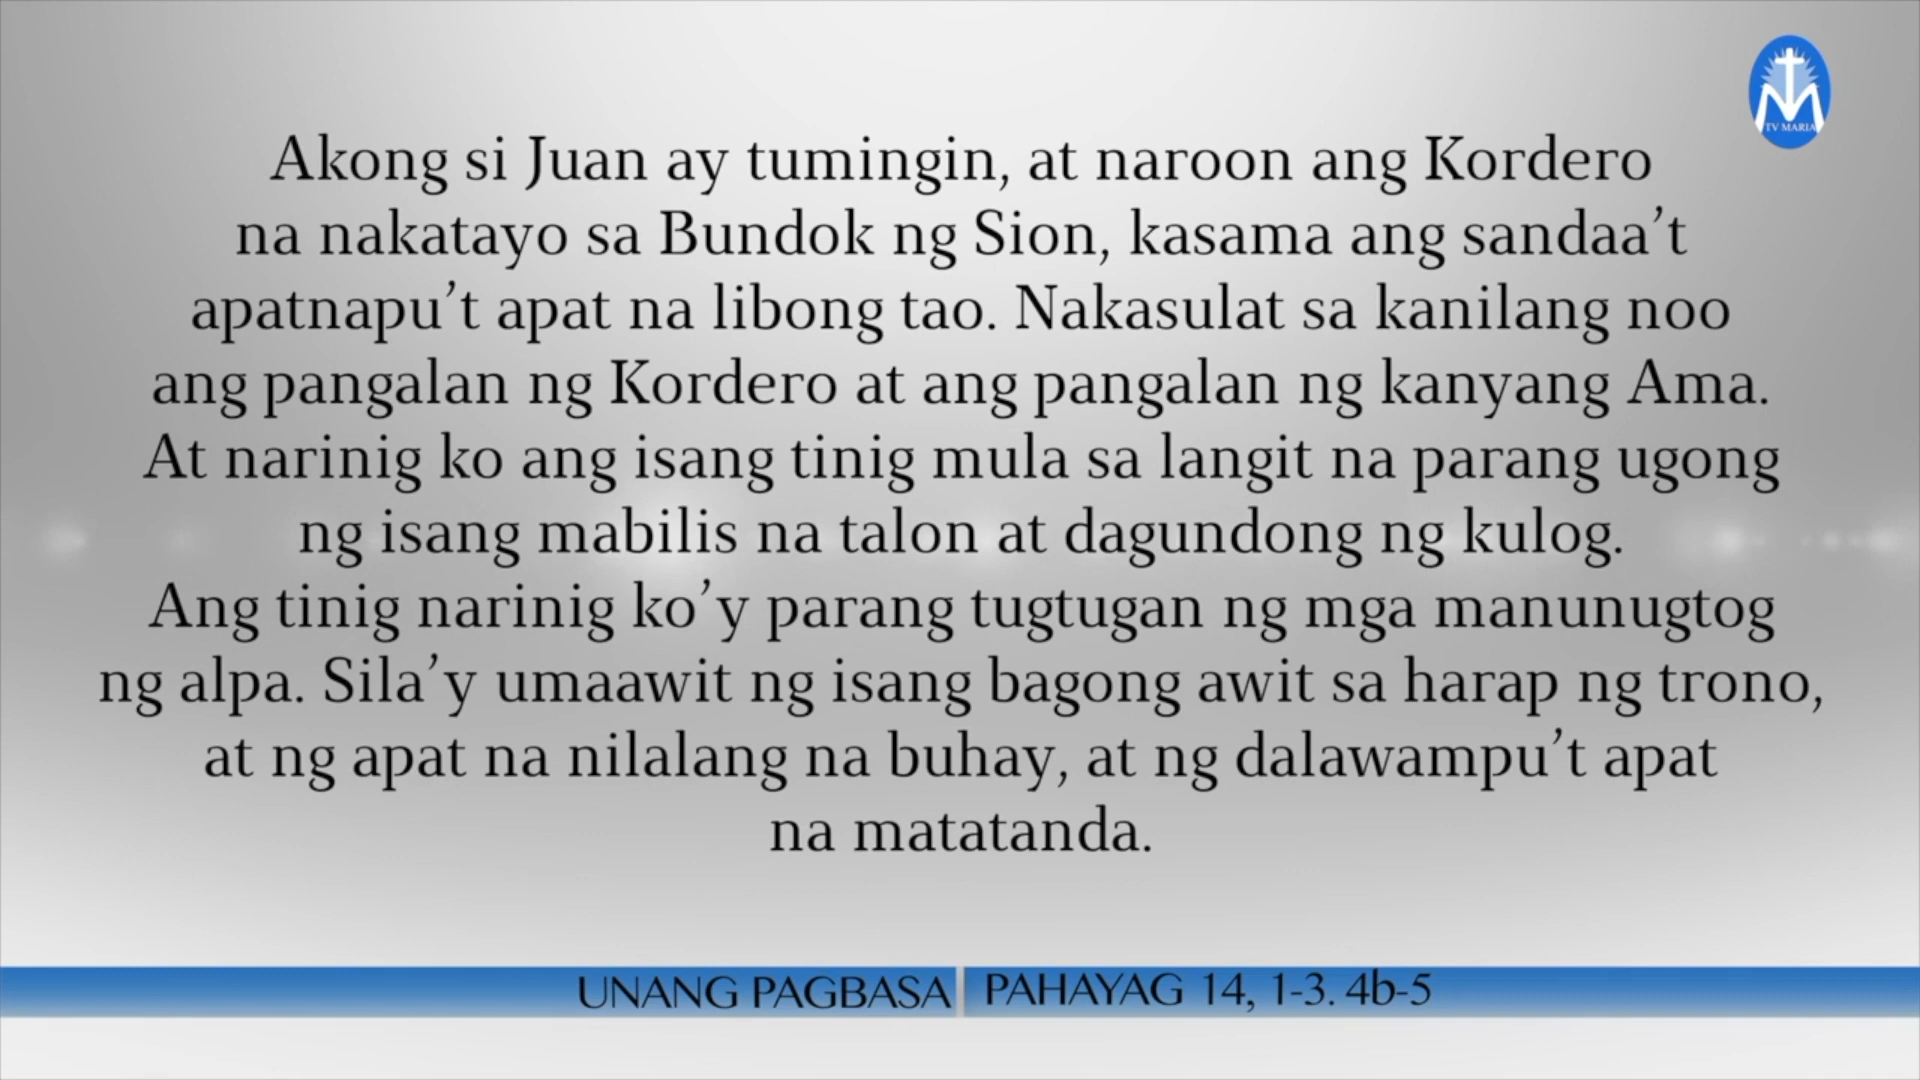 TV MARIA
Akong si Juan ay tumingin, at naroon ang Kordero
na nakatayo sa Bundok ng Sion, kasama ang sandaa’t
apatnapu’t apat na libong tao. Nakasulat sa kanilang noo
ang pangalan ng Kordero at ang pangalan ng kanyang Ama.
At narinig ko ang isang tinig mula sa langit na parang ugong
ng isang mabilis na talon at dagundong ng kulog.
Ang tinig narinig ko’y parang tugtugan ng mga manunugtog
ng alpa. Sila’y umaawit ng isang bagong awit sa harap ng trono,
at ng apat na nilalang na buhay, at ng dalawampu’t apat
na matatanda.
UNANG PAGBASA PAHAYAG 14, 1-3. 4b-5